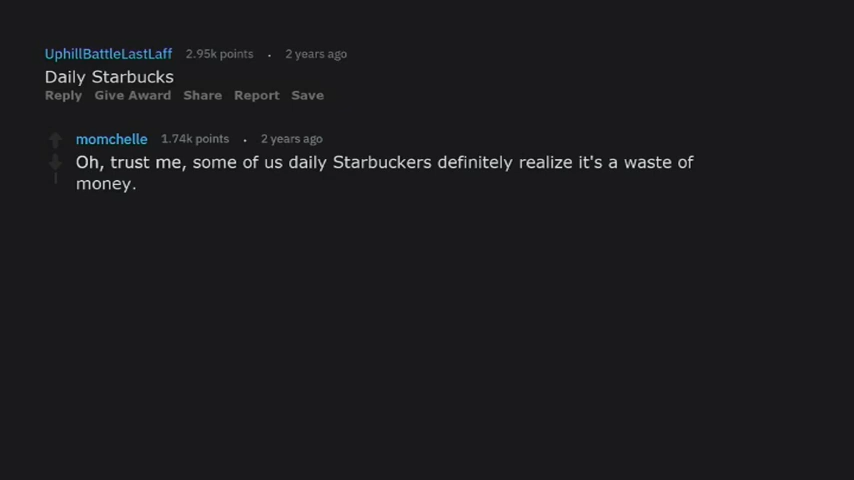 UphillBattleLastLaff 2.95k points . 2 years ago
Daily Starbucks
Reply Give Award Share Report Save
momchelle 1.74k points . 2 years ago
Oh, trust me, some of us daily Starbuckers definitely realize it's a waste of
money.